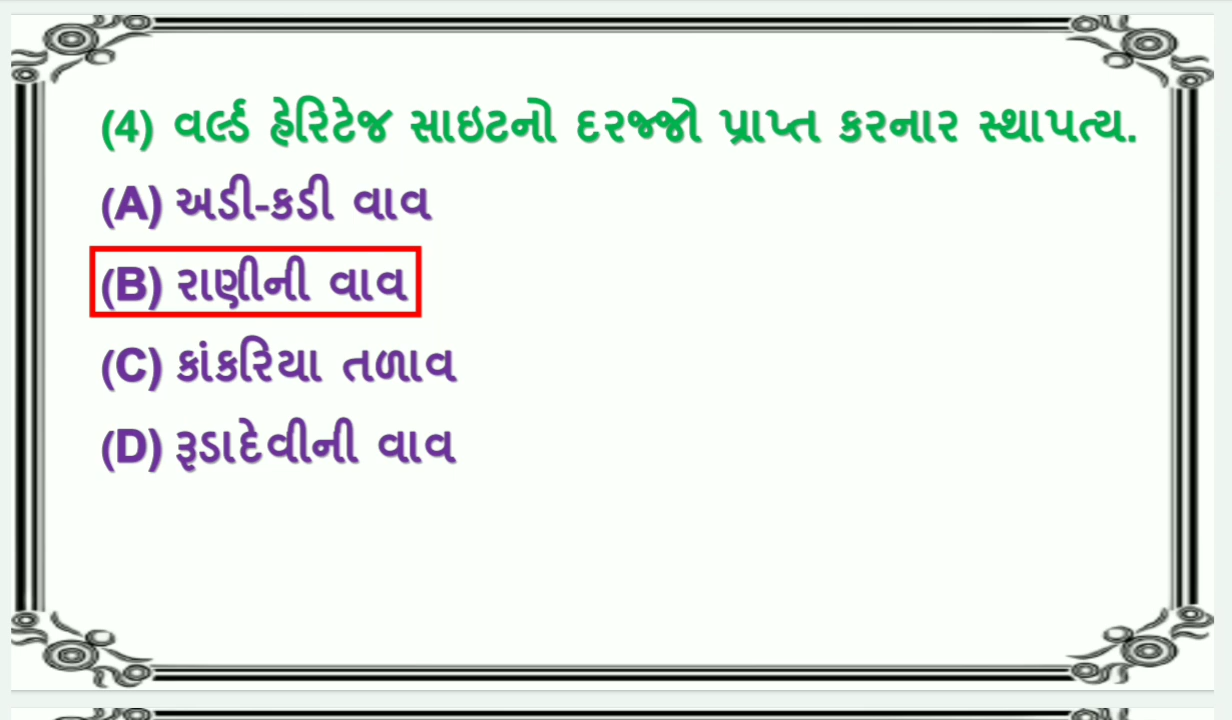 (4) વર્લ્ડ હેરિટેજ સાઇટનો દરજ્જો પ્રાપ્ત કરનાર સ્થાપત્ય.
(A) અડી-કડી વાવ
(B) રાણીની વાવ
(C) કાંકરિયા તળાવ
(D) રૂડાદેવીની વાવ